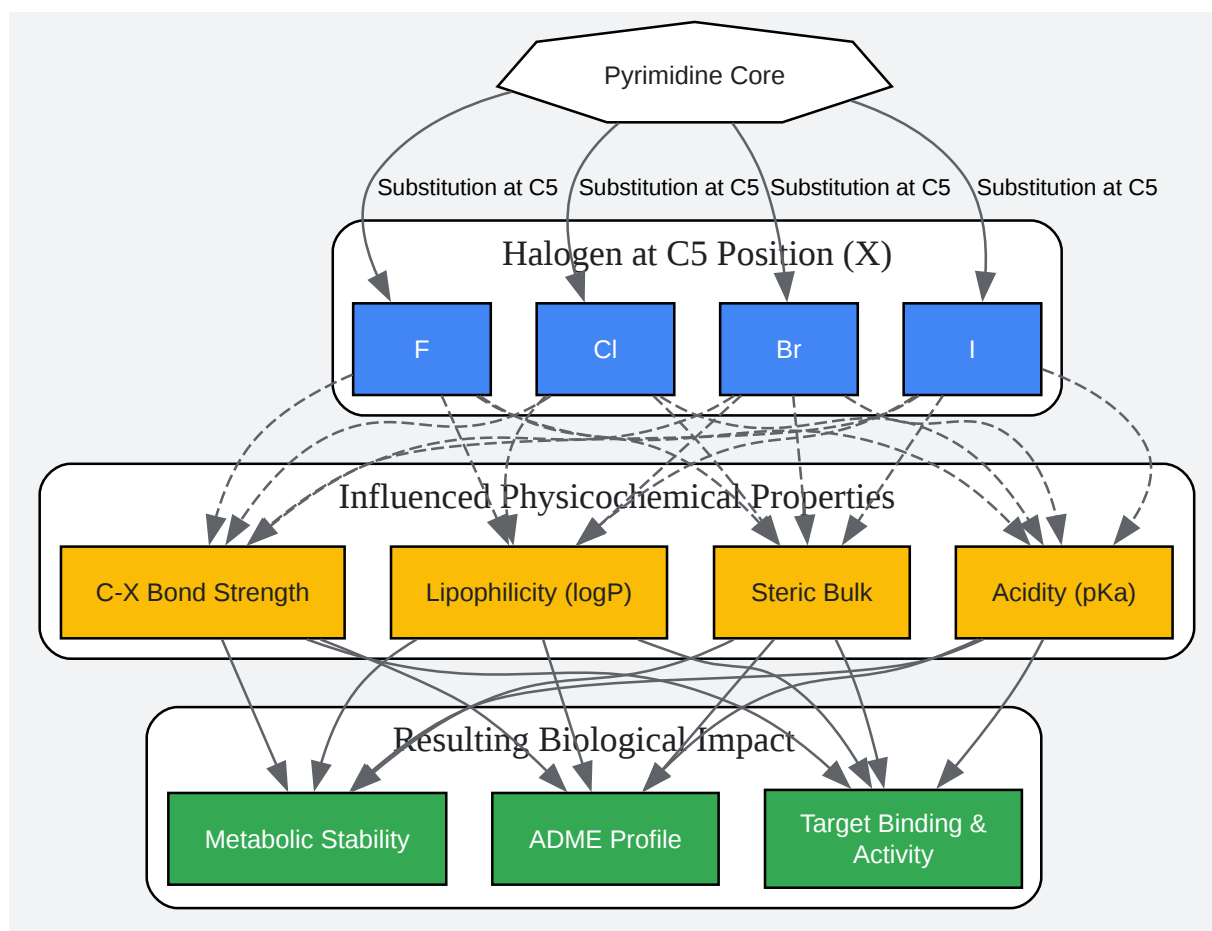 Pyrimidine Core
Substitution at C5
Substitution at C5
Substitution at C5
Substitution at C5
Halogen at C5 Position (X)
F
Cl
Br
I
Influenced Physicochemical Properties
C-X Bond Strength
Lipophilicity (logP)
Steric Bulk
Acidity (pKa)
Resulting Biological Impact
Metabolic Stability
ADME Profile
Target Binding &
Activity